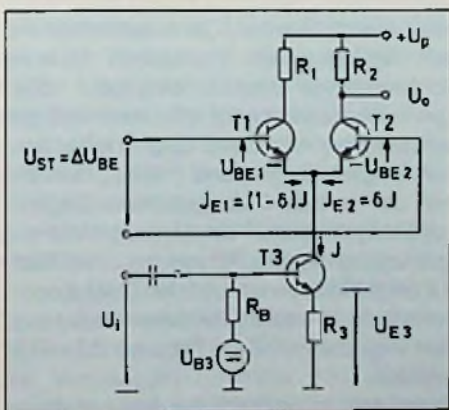 +Up
R1 R2
Uo
T1 T2
UST=ΔUBE
UBE1 UBE2
JE1=(1-δ)J JE2=δJ
J
T3
Ui
RB
R3
UE3
UB3